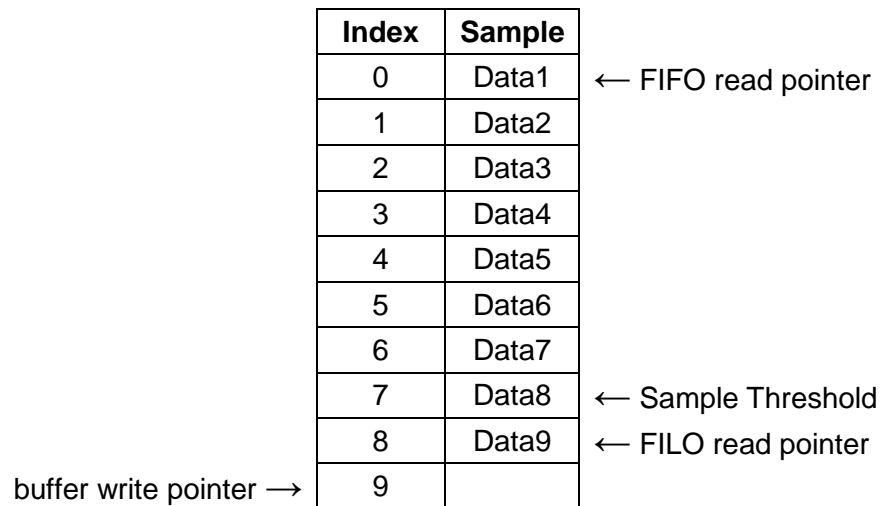 Index Sample
0 Data1 ← FIFO read pointer
1 Data2
2 Data3
3 Data4
4 Data5
5 Data6
6 Data7
7 Data8 ← Sample Threshold
8 Data9 ← FILO read pointer
buffer write pointer → 9